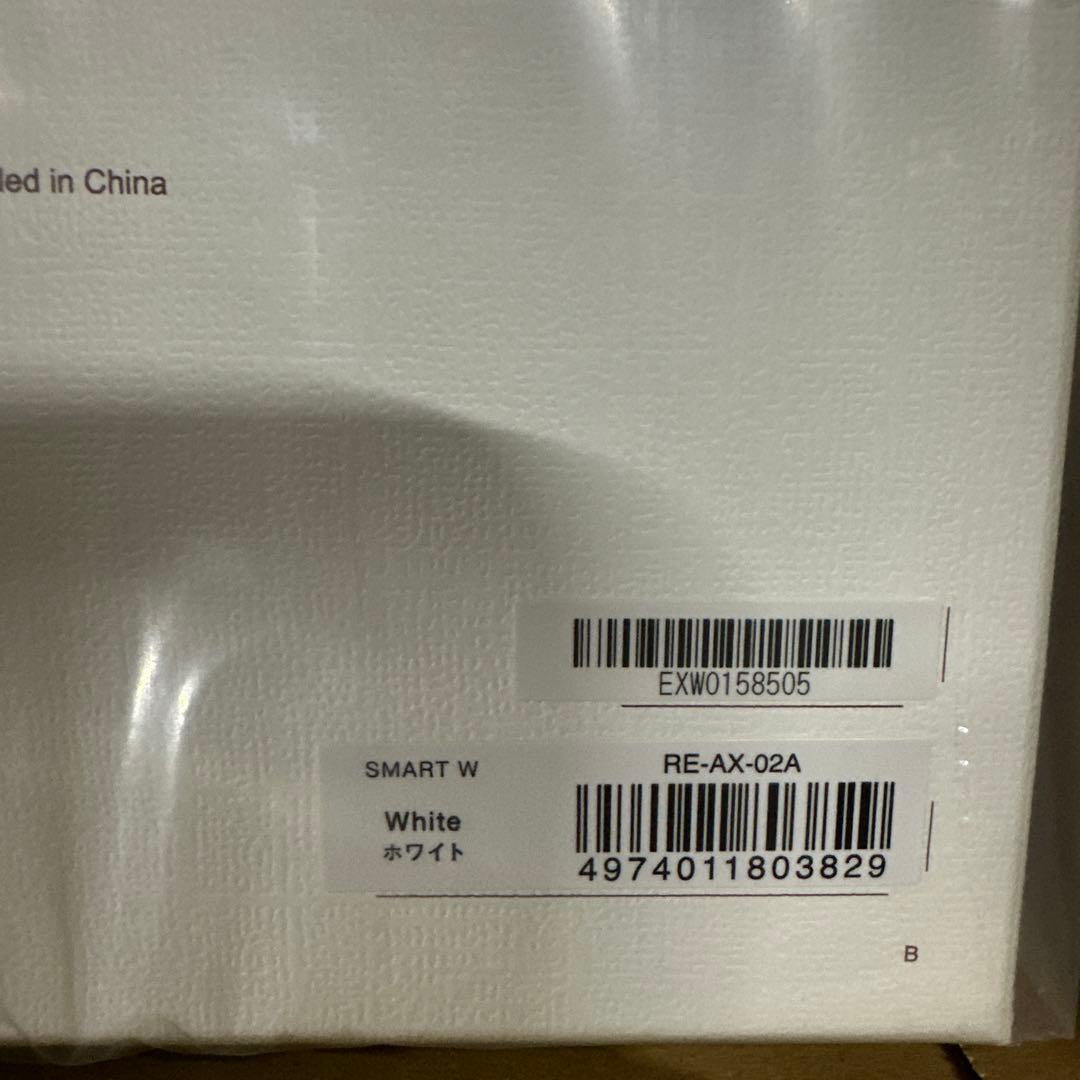 led in China
EXW0158505
SMART W
RE-AX-02A
White
ホワイト
4974011803829
B